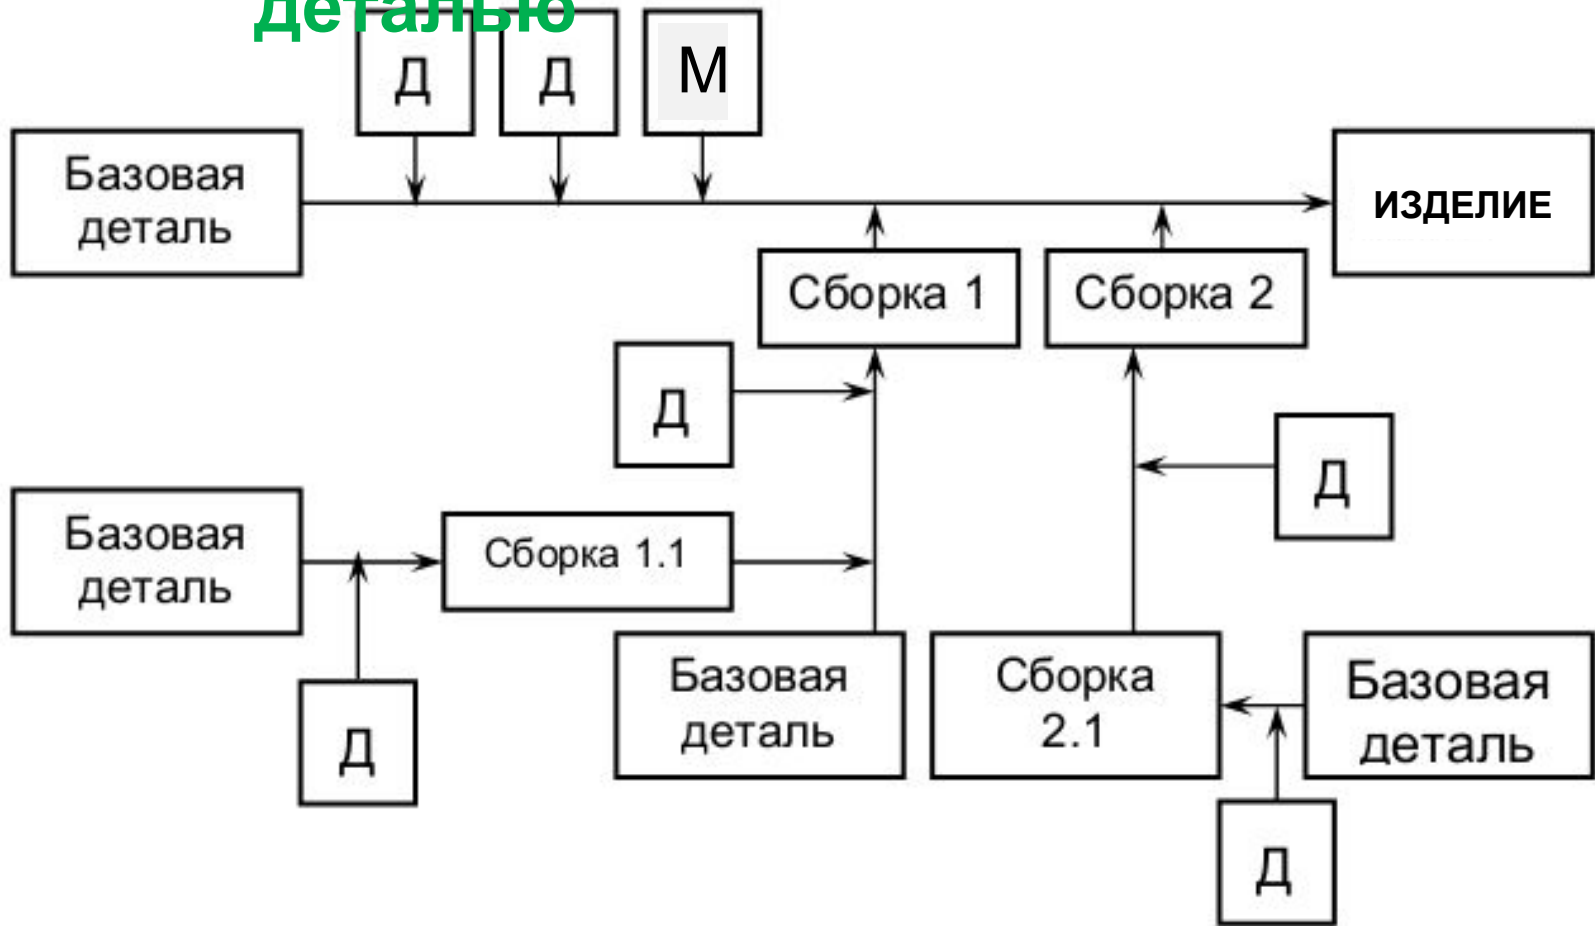 деталью
Д
Д
М
Базовая
деталь
ИЗДЕЛИЕ
Сборка 1
Сборка 2
Д
Д
Базовая
деталь
Сборка 1.1
Базовая
деталь
Сборка
2.1
Базовая
деталь
Д
Д